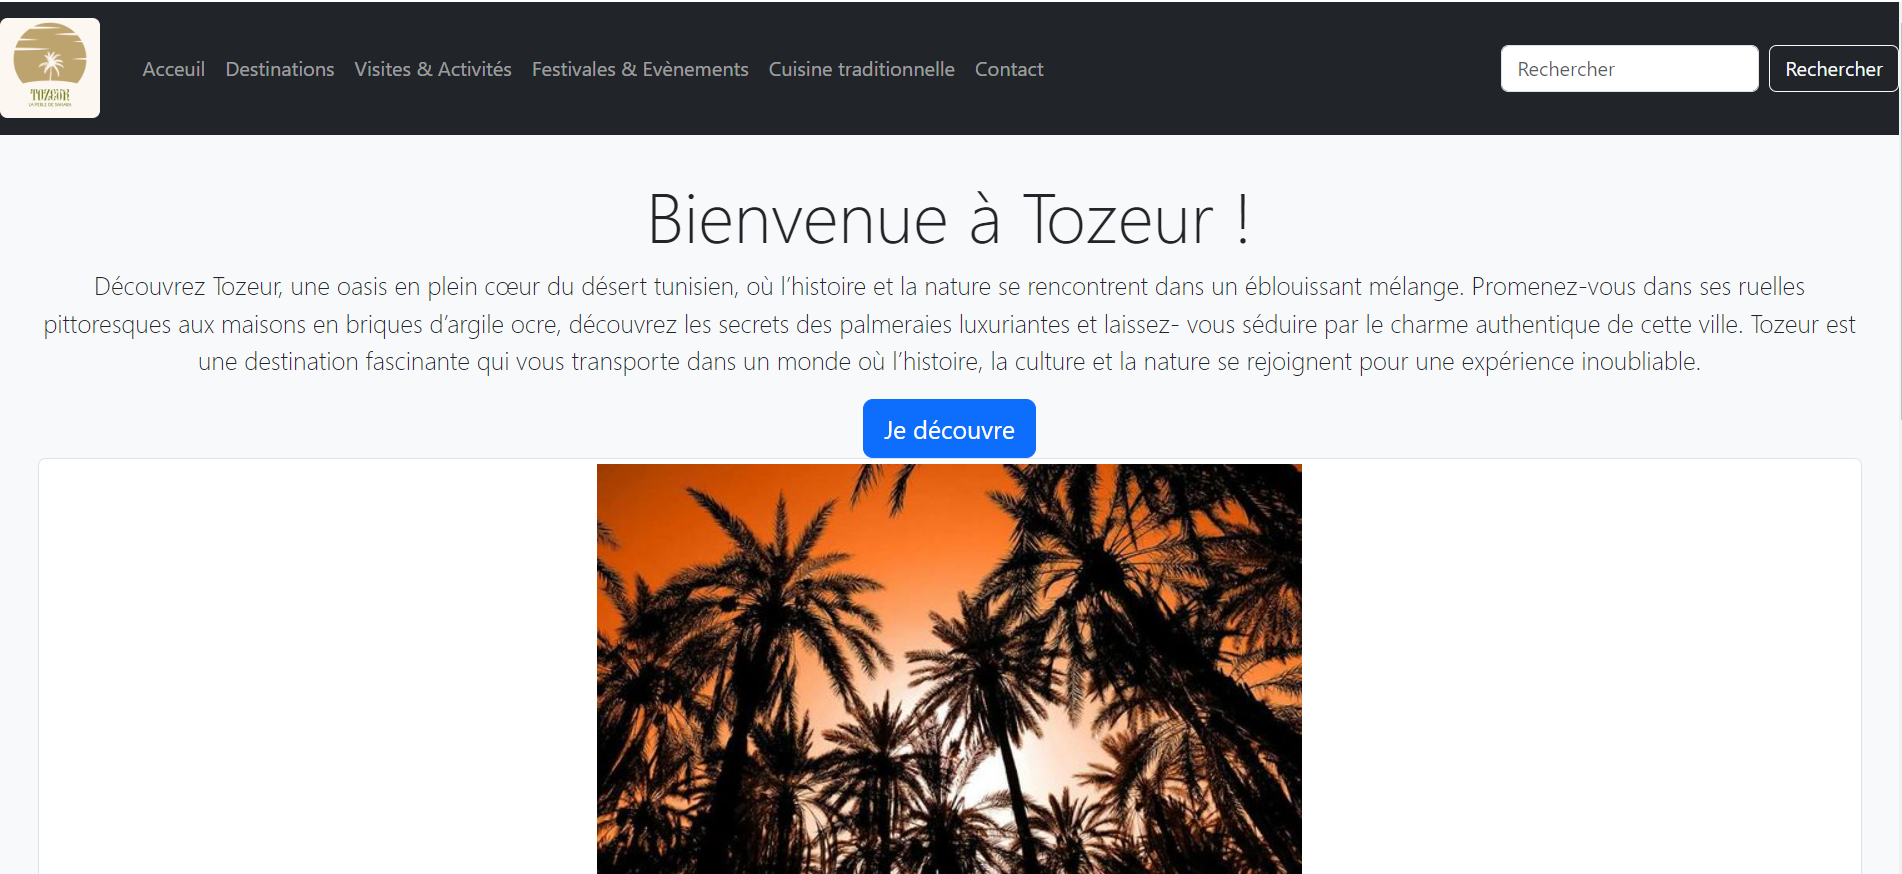 TOZEUR
LA PERLE DE SAHARA
Acceuil
Destinations
Visites & Activités
Festivales & Evènements
Cuisine traditionnelle
Contact
Rechercher
Rechercher
Bienvenue à Tozeur !
Découvrez Tozeur, une oasis en plein cœur du désert tunisien, où l’histoire et la nature se rencontrent dans un éblouissant mélange. Promenez-vous dans ses ruelles
pittoresques aux maisons en briques d’argile ocre, découvrez les secrets des palmeraies luxuriantes et laissez- vous séduire par le charme authentique de cette ville. Tozeur est
une destination fascinante qui vous transporte dans un monde où l’histoire, la culture et la nature se rejoignent pour une expérience inoubliable.
Je découvre